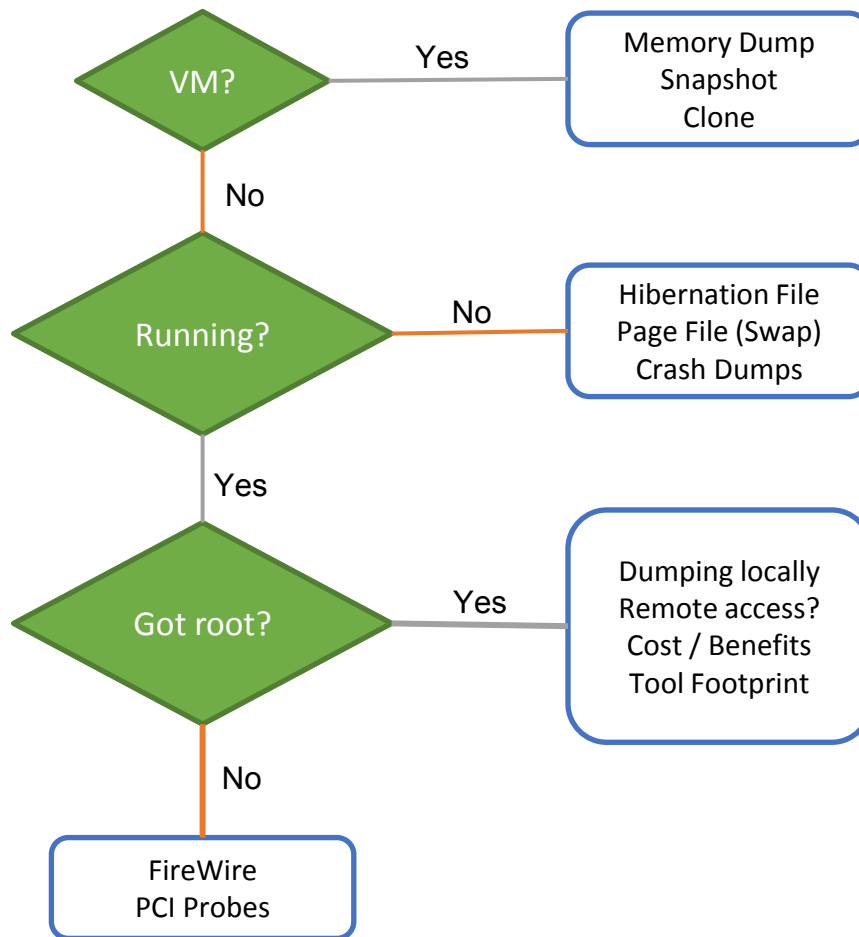 VM?
Yes
Memory Dump
Snapshot
Clone
No
Running?
No
Hibernation File
Page File (Swap)
Crash Dumps
Yes
Got root?
Yes
Dumping locally
Remote access?
Cost / Benefits
Tool Footprint
No
FireWire
PCI Probes